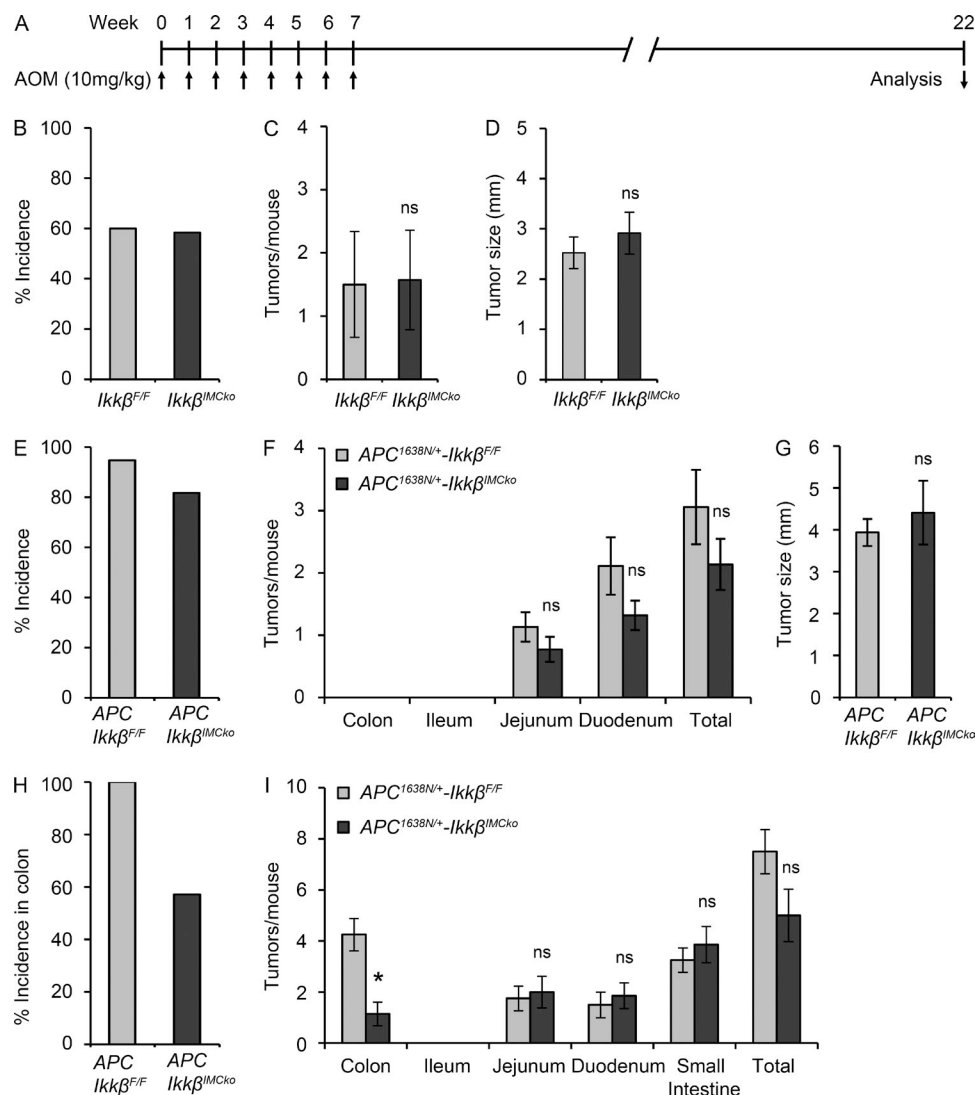 A
Week 0 1 2 3 4 5 6 7 22
AOM (10mg/kg) Analysis
B
% Incidence
100
80
60
40
20
0
Ikkβ^F/F Ikkβ^IMCko
C
Tumors/mouse
4
3
2
1
0
ns
Ikkβ^F/F Ikkβ^IMCko
D
Tumor size (mm)
5
4
3
2
1
0
ns
Ikkβ^F/F Ikkβ^IMCko
E
% Incidence
100
80
60
40
20
0
APC APC
Ikkβ^F/F Ikkβ^IMCko
F
Tumors/mouse
4
3
2
1
0
APC^1638N/+-Ikkβ^F/F
APC^1638N/+-Ikkβ^IMCko
ns ns ns
Colon Ileum Jejunum Duodenum Total
G
Tumor size (mm)
6
5
4
3
2
1
0
ns
APC APC
Ikkβ^F/F Ikkβ^IMCko
H
% Incidence in colon
100
80
60
40
20
0
APC APC
Ikkβ^F/F Ikkβ^IMCko
I
Tumors/mouse
10
8
6
4
2
0
APC^1638N/+-Ikkβ^F/F
APC^1638N/+-Ikkβ^IMCko
* ns ns ns ns
Colon Ileum Jejunum Duodenum Small Total
Intestine